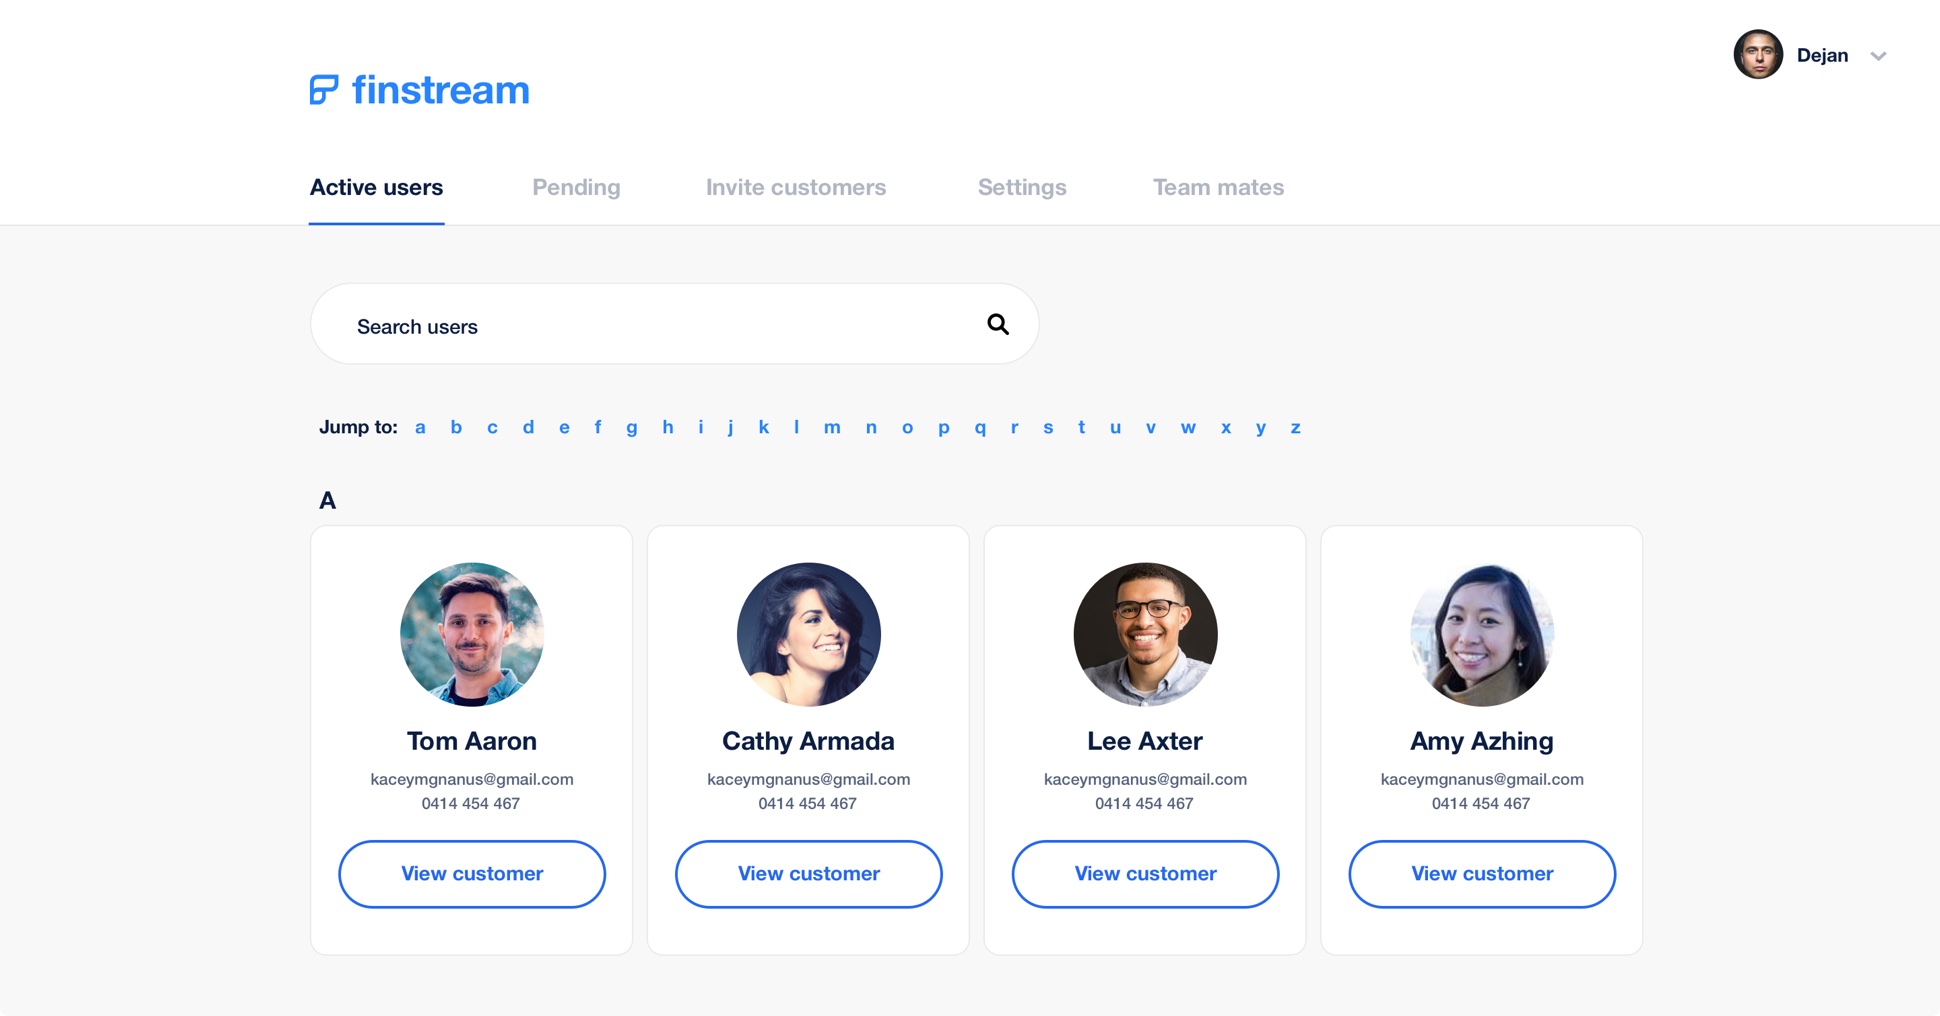 Dejan
finstream
Active users Pending Invite customers Settings Team mates
Search users
Jump to: a b c d e f g h i j k l m n o p q r s t u v w x y z
A
Tom Aaron
kaceymgnanus@gmail.com
0414 454 467
View customer
Cathy Armada
kaceymgnanus@gmail.com
0414 454 467
View customer
Lee Axter
kaceymgnanus@gmail.com
0414 454 467
View customer
Amy Azhing
kaceymgnanus@gmail.com
0414 454 467
View customer